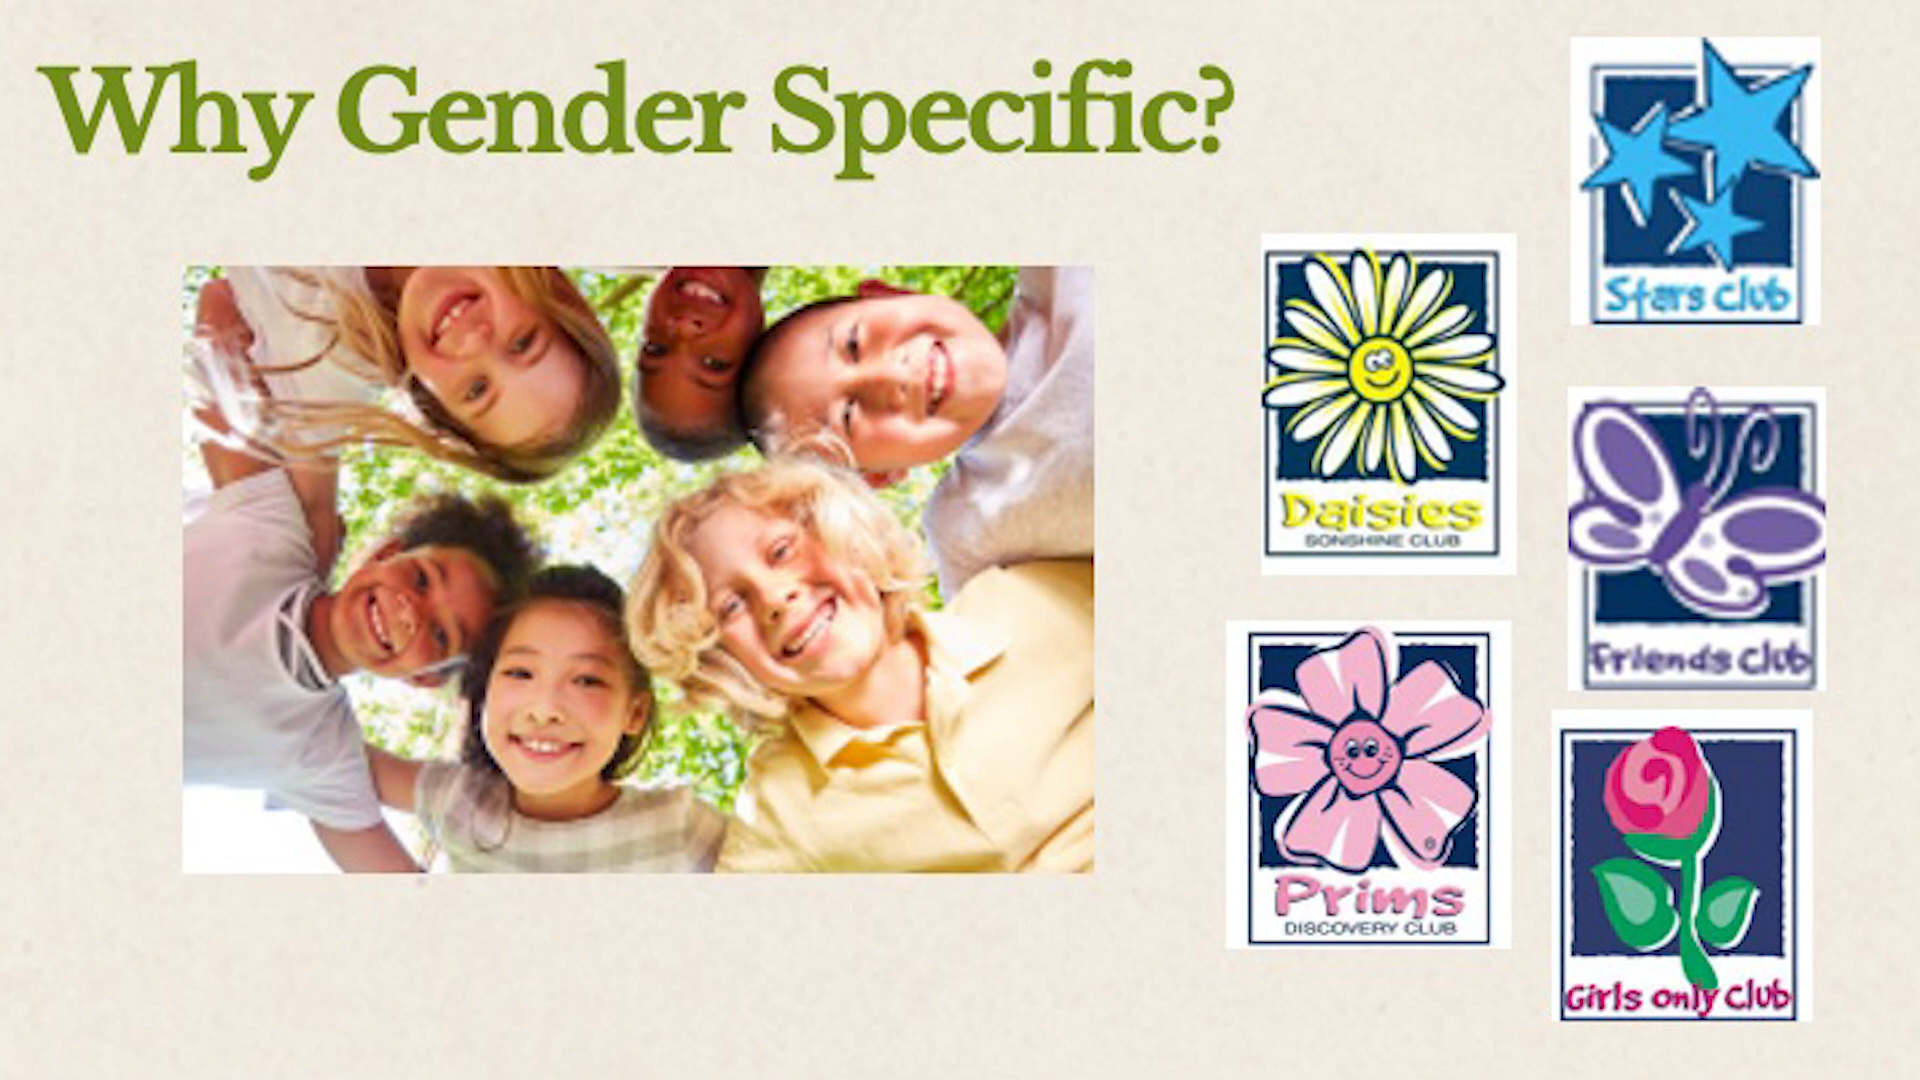 Why Gender Specific?
Stars club
Daisies
SONSHINE CLUB
Friends club
Prims
®
DISCOVERY CLUB
Girls only club